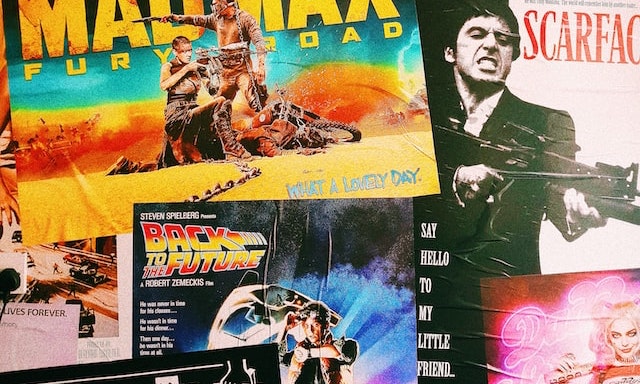 MAD MAX
FURY ROAD
WHAT A LOVELY DAY.
SCARFAC
SAY
HELLO
TO
MY
LITTLE
FRIEND..
STEVEN SPIELBERG Presents
BACK
TO THE FUTURE
A ROBERT ZEMECKIS Film
He was never in time
for his classes...
He wasn't in time
for his dinner...
Then one day...
he wasn't in his
time at all.
LIVES FOREVER.